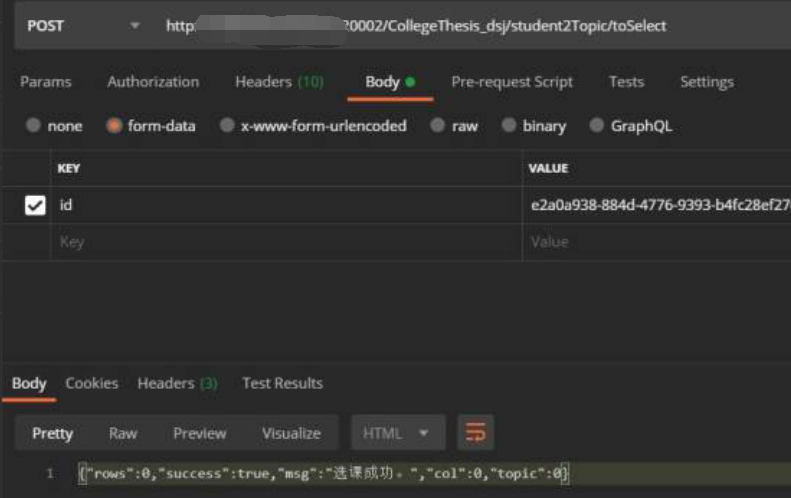 POST http: 20002/CollegeThesis_dsj/student2Topic/toSelect
Params Authorization Headers (10) Body Pre-request Script Tests Settings
none form-data x-www-form-urlencoded raw binary GraphQL
KEY VALUE
id e2a0a938-884d-4776-9393-b4fc28ef27
Key Value
Body Cookies Headers (3) Test Results
Pretty Raw Preview Visualize HTML
1 {"rows":0,"success":true,"msg":"选课成功。","col":0,"topic":0}